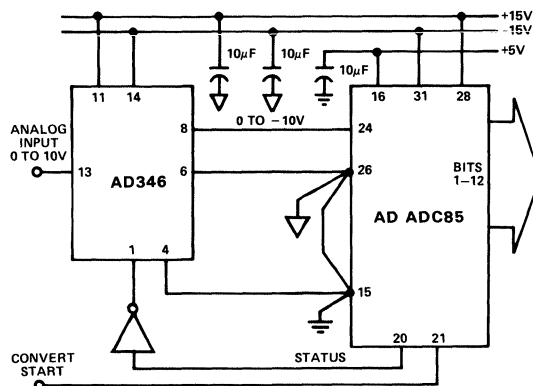 +15V
-15V
+5V
10μF
10μF
10μF
11
14
16
31
28
ANALOG
INPUT
0 TO 10V
8
0 TO -10V
24
13
6
26
BITS
1-12
AD346
AD ADC85
1
4
15
20
21
STATUS
CONVERT
START